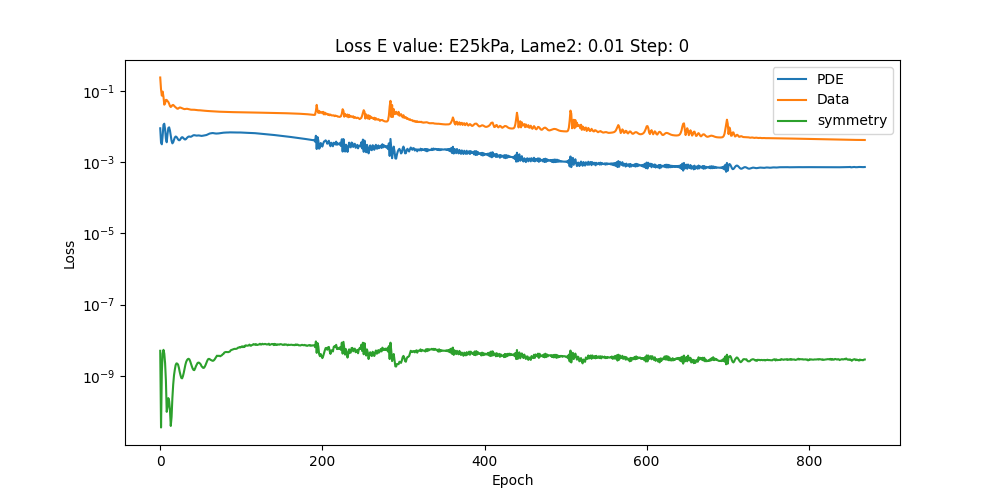 Loss E value: E25kPa, Lame2: 0.01 Step: 0
PDE
Data
symmetry
10⁻¹
10⁻³
10⁻⁵
10⁻⁷
10⁻⁹
Loss
0 200 400 600 800
Epoch